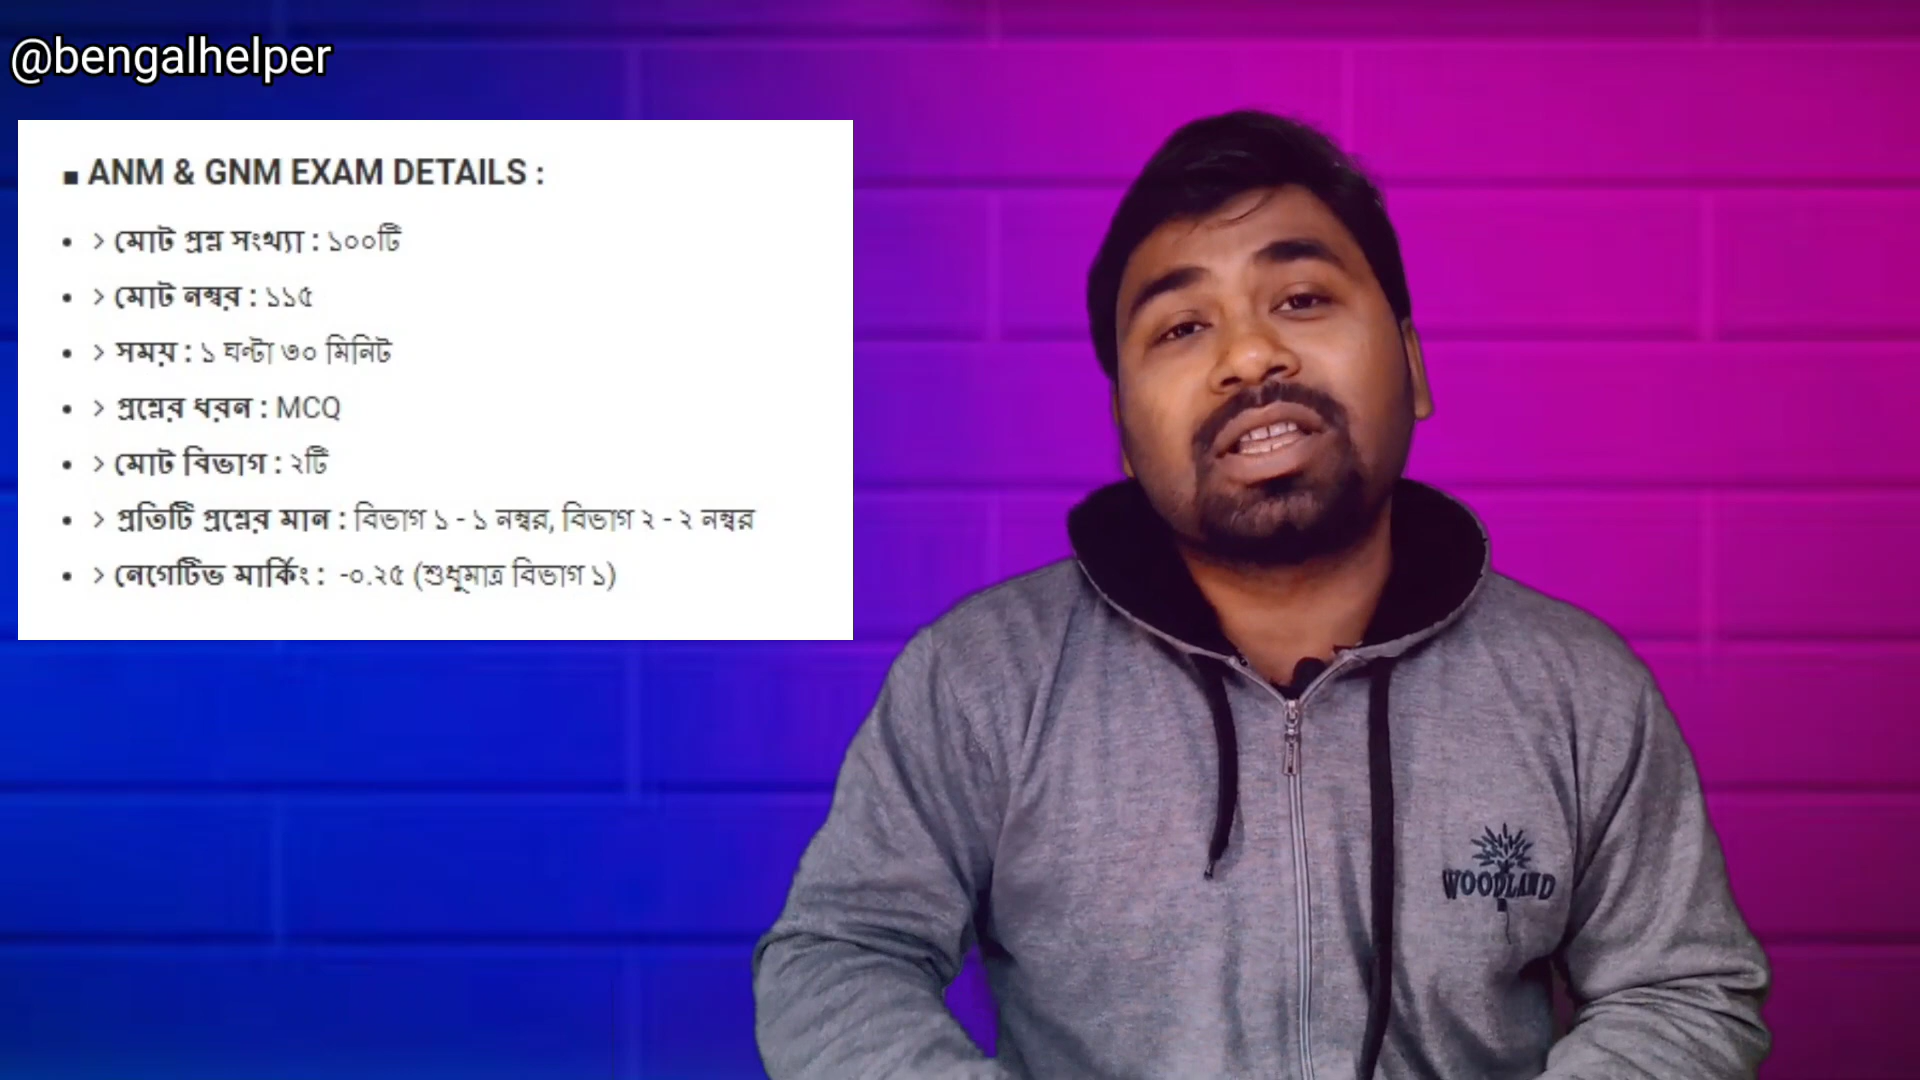 @bengalhelper
■ ANM & GNM EXAM DETAILS :
• > মোট প্রশ্ন সংখ্যা : ১০০টি
• > মোট নম্বর : ১১৫
• > সময় : ১ ঘণ্টা ৩০ মিনিট
• > প্রশ্নের ধরন : MCQ
• > মোট বিভাগ : ২টি
• > প্রতিটি প্রশ্নের মান : বিভাগ ১ - ১ নম্বর, বিভাগ ২ - ২ নম্বর
• > নেগেটিভ মার্কিং : -০.২৫ (শুধুমাত্র বিভাগ ১)
WOODLAND